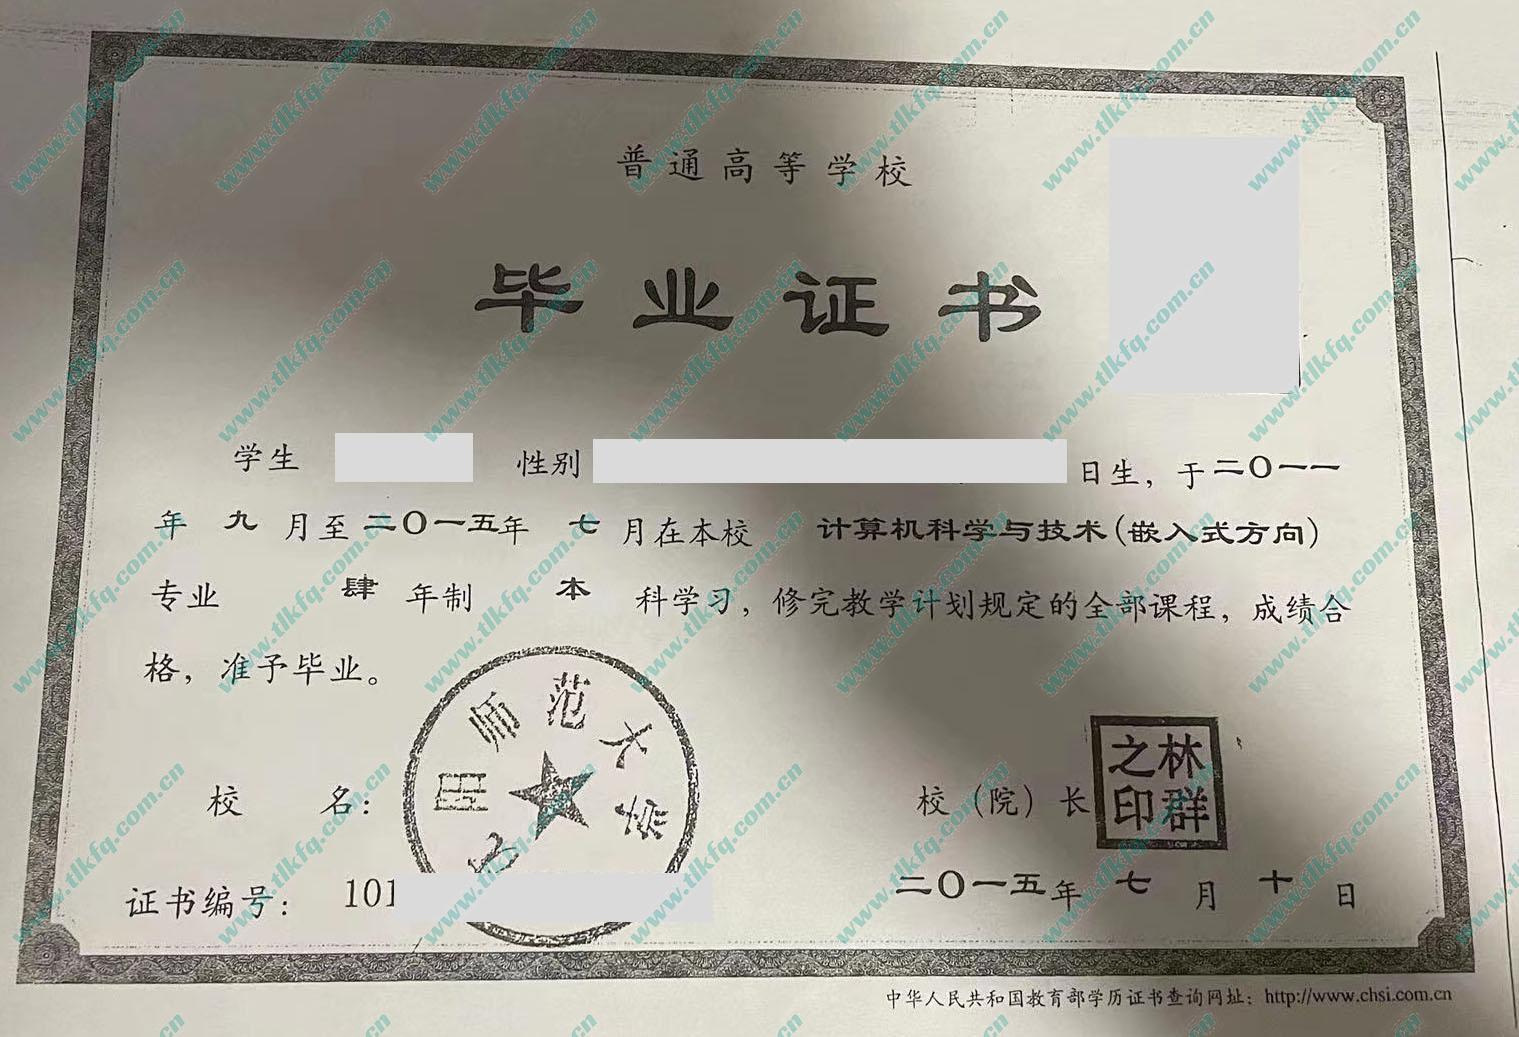 普通高等学校
毕业证书
学生 性别 日生，于二〇一一
年九月至二〇一五年七月在本校 计算机科学与技术(嵌入式方向)
专业 肆年制 本 科学习，修完教学计划规定的全部课程，成绩合
格，准予毕业。
师范大学
校 名： 校（院）长
林群之印
证书编号： 101
二〇一五年 七 月 十 日
中华人民共和国教育部学历证书查询网址：http://www.chsi.com.cn
www.tlkfq.com.cn